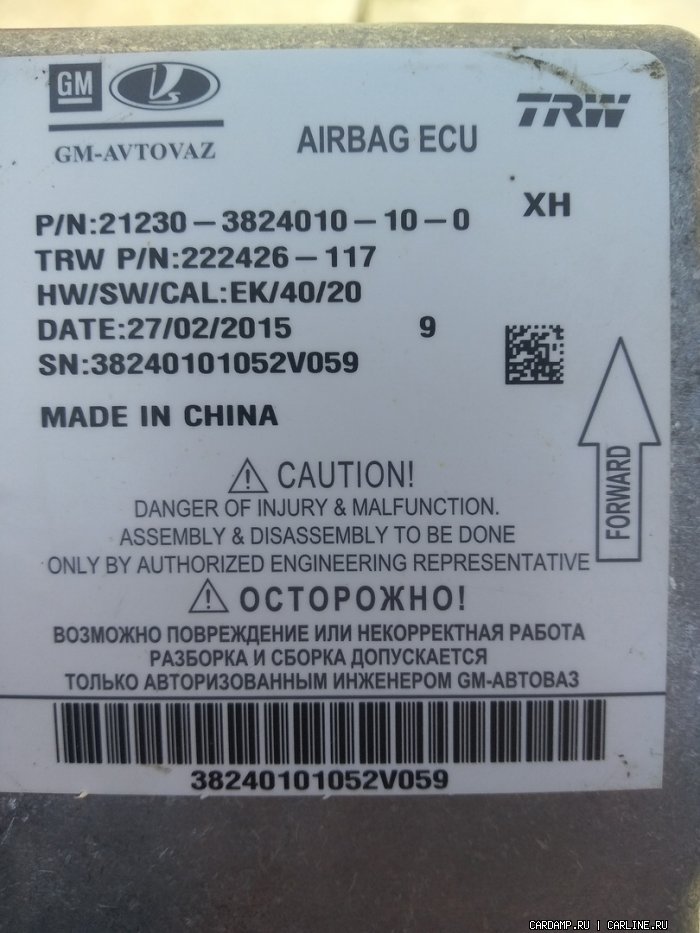 GM
GM-AVTOVAZ
AIRBAG ECU
TRW
XH
P/N:21230-3824010-10-0
TRW P/N:222426-117
HW/SW/CAL:EK/40/20
DATE:27/02/2015 9
SN:38240101052V059
MADE IN CHINA
FORWARD
CAUTION!
DANGER OF INJURY & MALFUNCTION.
ASSEMBLY & DISASSEMBLY TO BE DONE
ONLY BY AUTHORIZED ENGINEERING REPRESENTATIVE
ОСТОРОЖНО!
ВОЗМОЖНО ПОВРЕЖДЕНИЕ ИЛИ НЕКОРРЕКТНАЯ РАБОТА
РАЗБОРКА И СБОРКА ДОПУСКАЕТСЯ
ТОЛЬКО АВТОРИЗОВАННЫМ ИНЖЕНЕРОМ GM-АВТОВАЗ
38240101052V059
CARDAMP.RU | CARLINE.RU